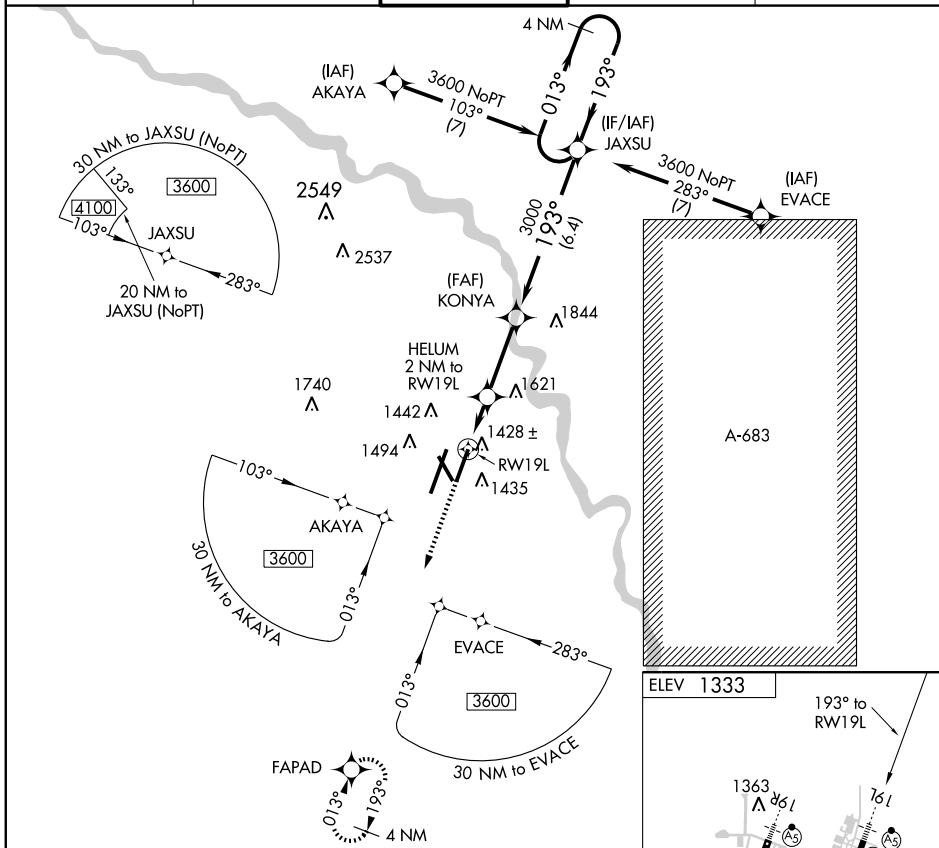 4 NM
013°
193°
(IAF)
AKAYA
3600 NoPT
103°
(7)
(IF/IAF)
JAXSU
3600 NoPT
283°
(7)
(IAF)
EVACE
30 NM to JAXSU (NoPT)
133°
3600
4100
103°
JAXSU
283°
20 NM to
JAXSU (NoPT)
2549
2537
3000
193°
(6.4)
(FAF)
KONYA
1844
HELUM
2 NM to
RW19L
1621
1740
1442
1494
1428 ±
RW19L
1435
A-683
103°
AKAYA
3600
30 NM to AKAYA
013°
EVACE
283°
013°
3600
30 NM to EVACE
FAPAD
013°
193°
4 NM
ELEV 1333
193° to
RW19L
1363
19R
19L
A5
A5